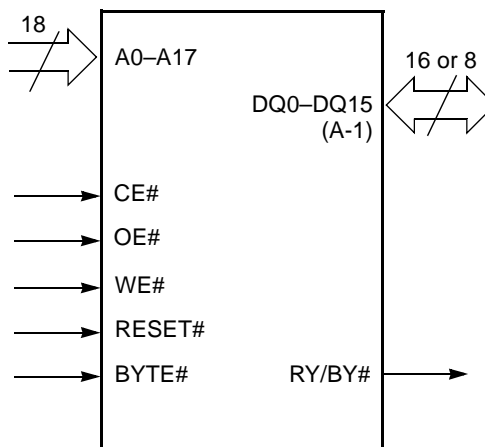 18
A0–A17
16 or 8
DQ0–DQ15
(A-1)
CE#
OE#
WE#
RESET#
BYTE#
RY/BY#